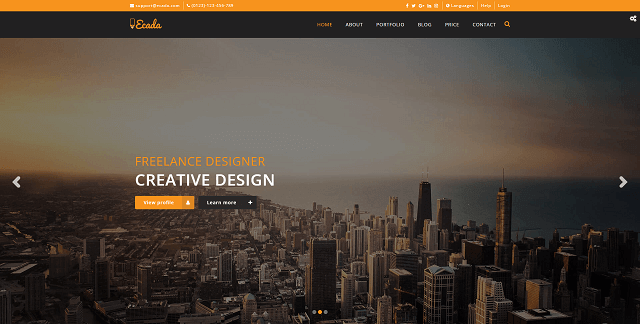 support@ecada.com (0123) 123-456-789 Languages Help Login
Ecada HOME ABOUT PORTFOLIO BLOG PRICE CONTACT
FREELANCE DESIGNER
CREATIVE DESIGN
View profile Learn more